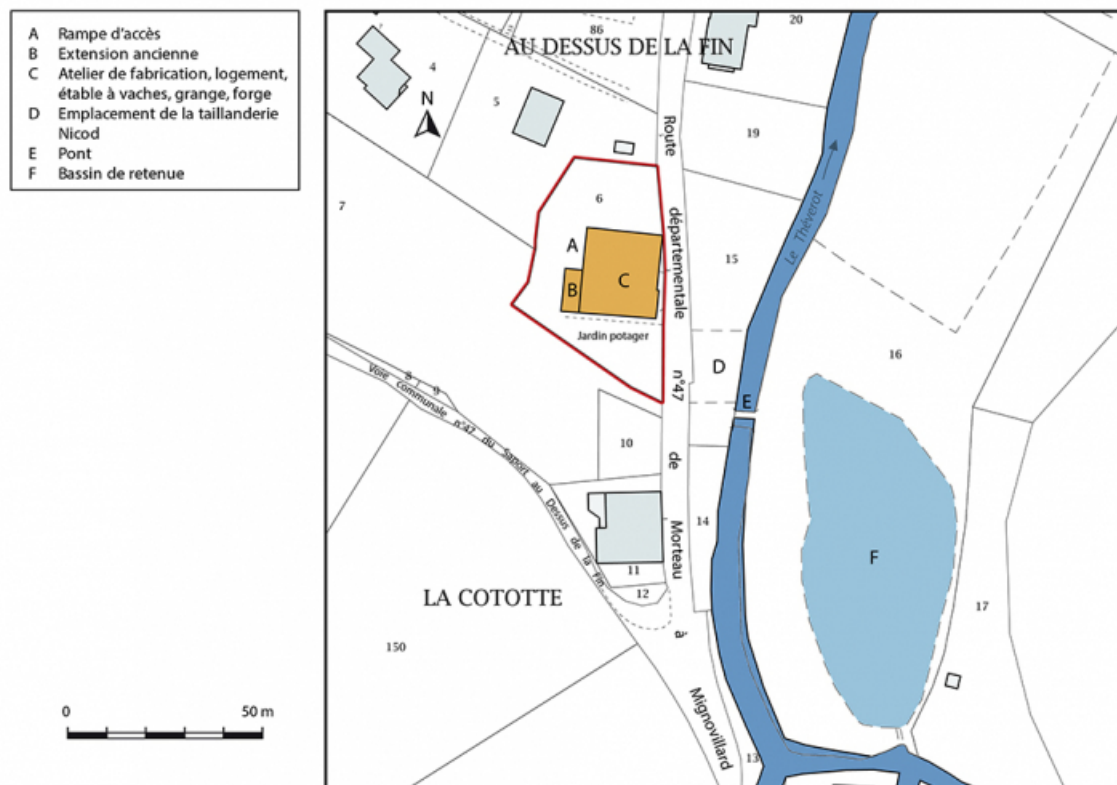 A Rampe d'accès
B Extension ancienne
C Atelier de fabrication, logement,
étable à vaches, grange, forge
D Emplacement de la taillanderie
Nicod
E Pont
F Bassin de retenue
0 50 m
AU DESSUS DE LA FIN
86
20
4
N
5
19
6
7
A
B
C
Jardin potager
15
Le Théverot
16
D
E
8
9
10
Route départementale n°47 de Morteau à Mignovillard
Voie communale n°47 du Saport au Dessus de la Fin
14
11
12
F
LA COTOTTE
17
150
13